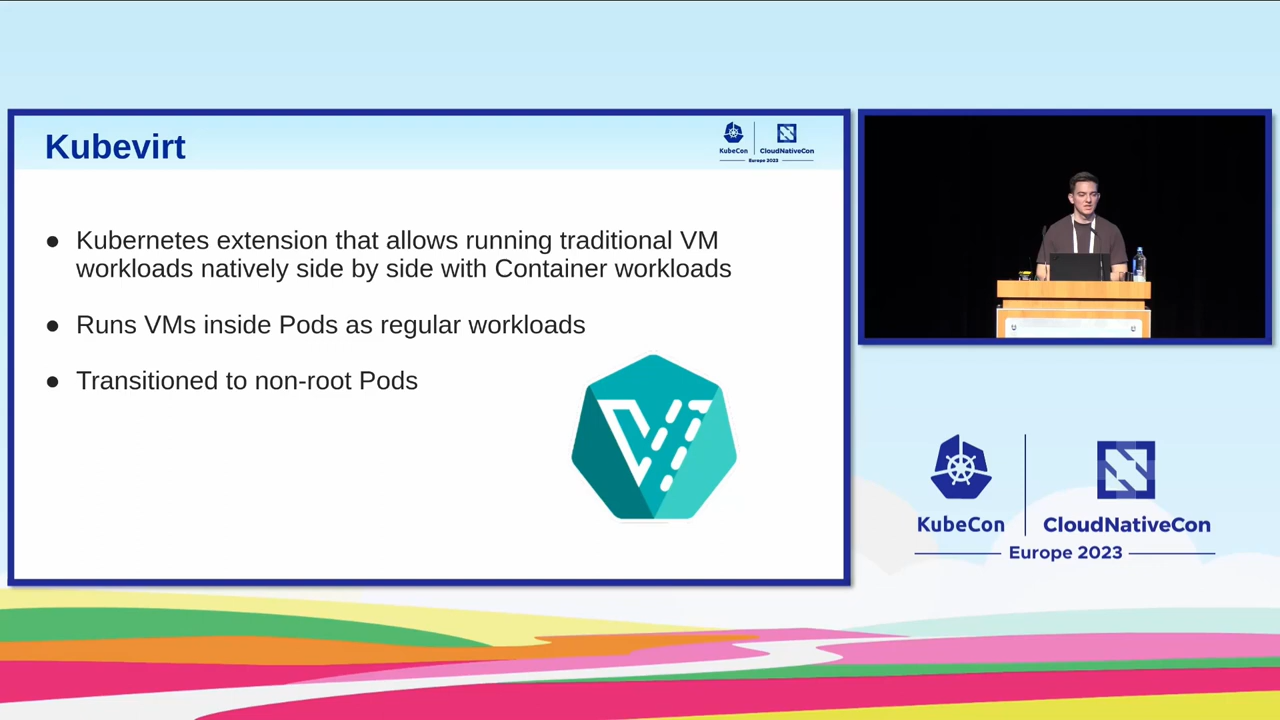 Kubevirt
KubeCon
CloudNativeCon
Europe 2023
● Kubernetes extension that allows running traditional VM
workloads natively side by side with Container workloads
● Runs VMs inside Pods as regular workloads
● Transitioned to non-root Pods
KubeCon
CloudNativeCon
Europe 2023